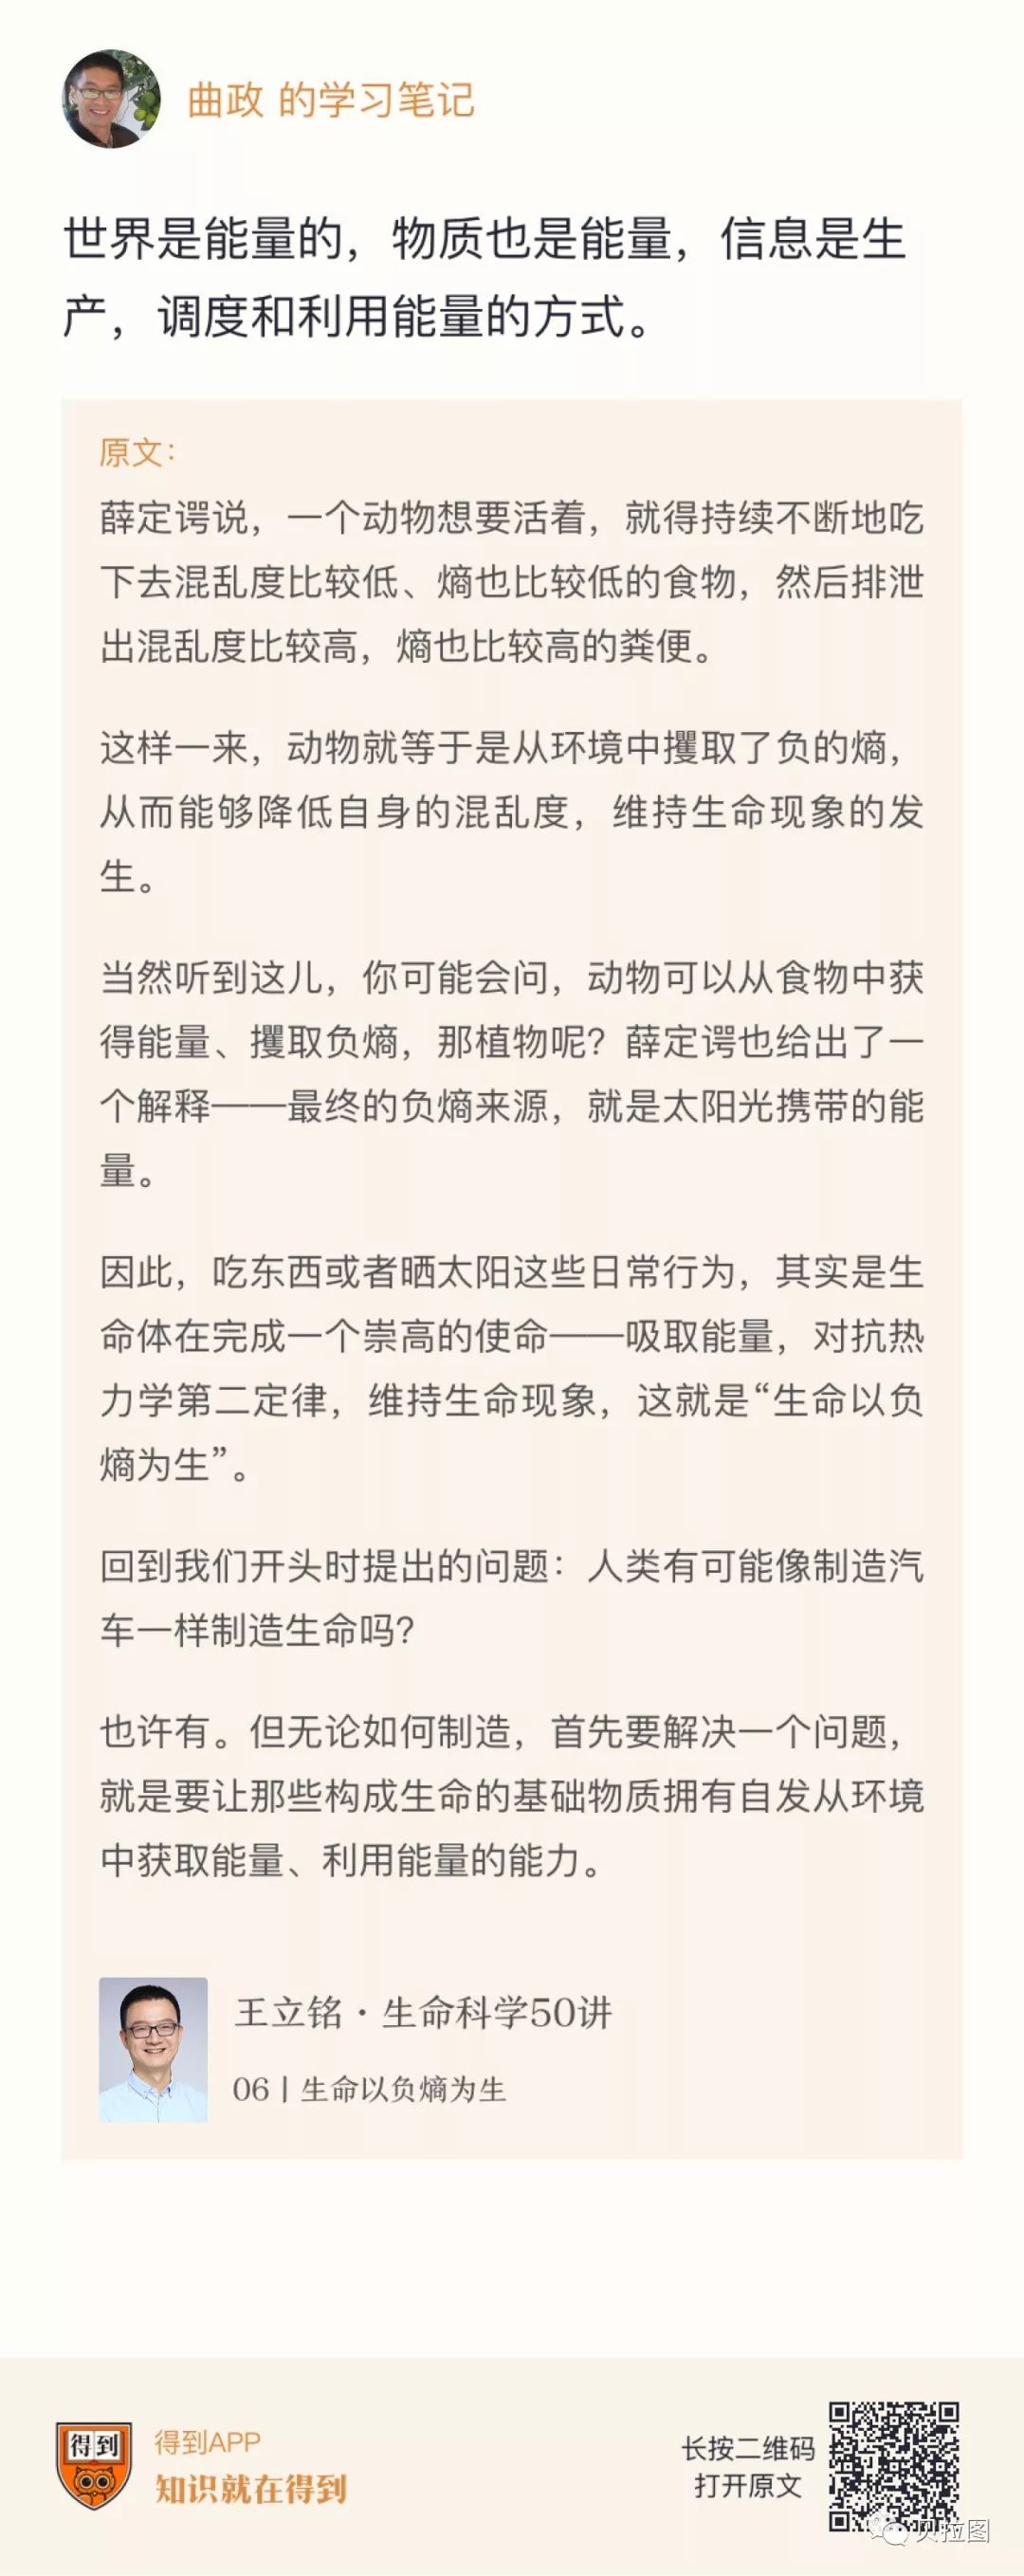 曲政 的学习笔记
世界是能量的，物质也是能量，信息是生
产，调度和利用能量的方式。
原文：
薛定谔说，一个动物想要活着，就得持续不断地吃
下去混乱度比较低、熵也比较低的食物，然后排泄
出混乱度比较高，熵也比较高的粪便。
这样一来，动物就等于是从环境中攫取了负的熵，
从而能够降低自身的混乱度，维持生命现象的发
生。
当然听到这儿，你可能会问，动物可以从食物中获
得能量、攫取负熵，那植物呢？薛定谔也给出了一
个解释——最终的负熵来源，就是太阳光携带的能
量。
因此，吃东西或者晒太阳这些日常行为，其实是生
命体在完成一个崇高的使命——吸取能量，对抗热
力学第二定律，维持生命现象，这就是“生命以负
熵为生”。
回到我们开头时提出的问题：人类有可能像制造汽
车一样制造生命吗？
也许有。但无论如何制造，首先要解决一个问题，
就是要让那些构成生命的基础物质拥有自发从环境
中获取能量、利用能量的能力。
王立铭·生命科学50讲
06丨生命以负熵为生
得到
得到APP
知识就在得到
长按二维码
打开原文
贝拉图